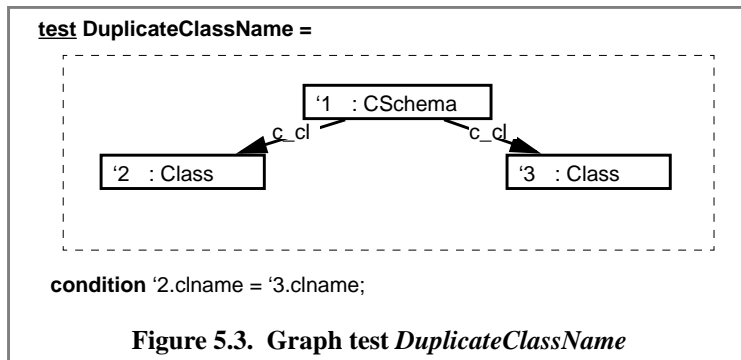 test DuplicateClassName =
‘1 : CSchema
c_cl c_cl
‘2 : Class ‘3 : Class
condition ‘2.clname = ‘3.clname;
Figure 5.3. Graph test DuplicateClassName